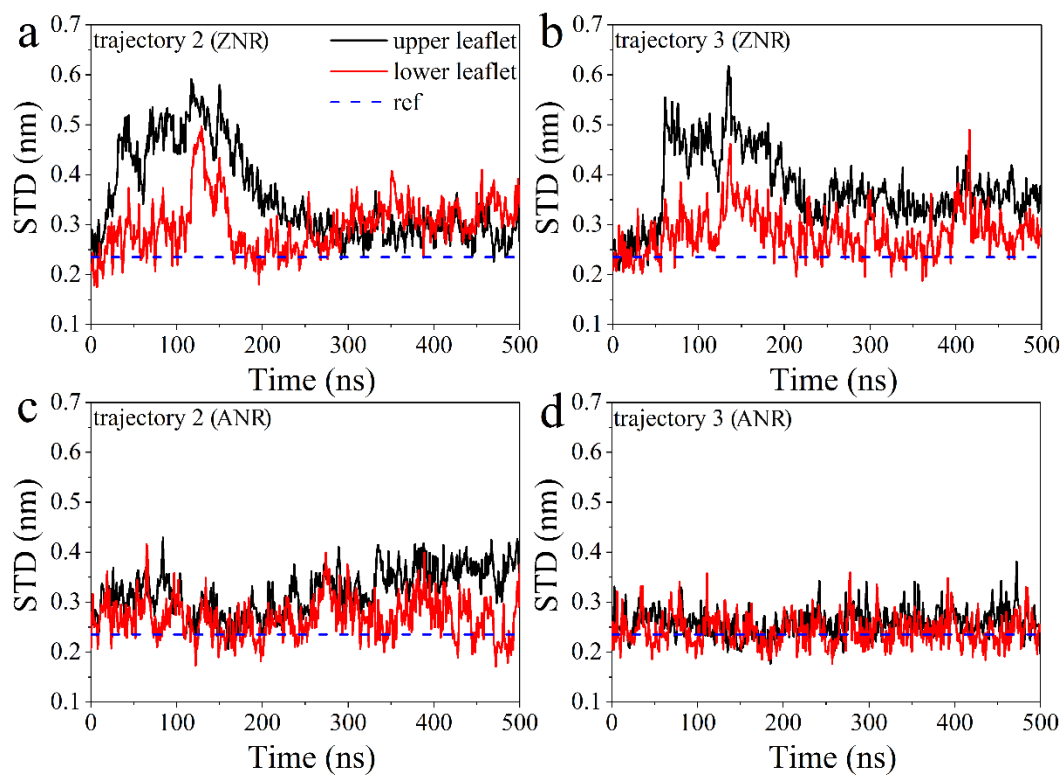 a
trajectory 2 (ZNR)
upper leaflet
lower leaflet
ref
STD (nm)
0.7
0.6
0.5
0.4
0.3
0.2
0.1
0 100 200 300 400 500
Time (ns)
b
trajectory 3 (ZNR)
STD (nm)
0.7
0.6
0.5
0.4
0.3
0.2
0.1
0 100 200 300 400 500
Time (ns)
c
trajectory 2 (ANR)
STD (nm)
0.7
0.6
0.5
0.4
0.3
0.2
0.1
0 100 200 300 400 500
Time (ns)
d
trajectory 3 (ANR)
STD (nm)
0.7
0.6
0.5
0.4
0.3
0.2
0.1
0 100 200 300 400 500
Time (ns)